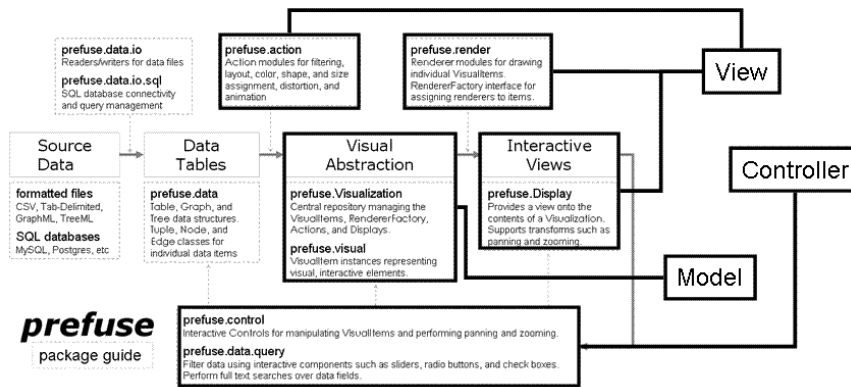 prefuse.data.io
Readers/writers for data files
prefuse.data.io.sql
SQL database connectivity
and query management
prefuse.action
Action modules for filtering,
layout, color, shape, and size
assignment, distortion, and
animation
prefuse.render
Renderer modules for drawing
individual VisualItems.
RendererFactory interface for
assigning renderers to items.
View
Source
Data
Data
Tables
Visual
Abstraction
Interactive
Views
Controller
formatted files
CSV, Tab-Delimited,
GraphML, TreeML
SQL databases
MySQL, Postgres, etc
prefuse.data
Table, Graph, and
Tree data structures.
Tuple, Node, and
Edge classes for
individual data items
prefuse.Visualization
Central repository managing the
VisualItems, RendererFactory,
Actions, and Displays.
prefuse.visual
VisualItem instances representing
visual, interactive elements.
prefuse.Display
Provides a view onto the
contents of a Visualization.
Supports transforms such as
panning and zooming.
Model
prefuse
package guide
prefuse.control
Interactive Controls for manipulating VisualItems and performing panning and zooming.
prefuse.data.query
Filter data using interactive components such as sliders, radio buttons, and check boxes.
Perform full text searches over data fields.